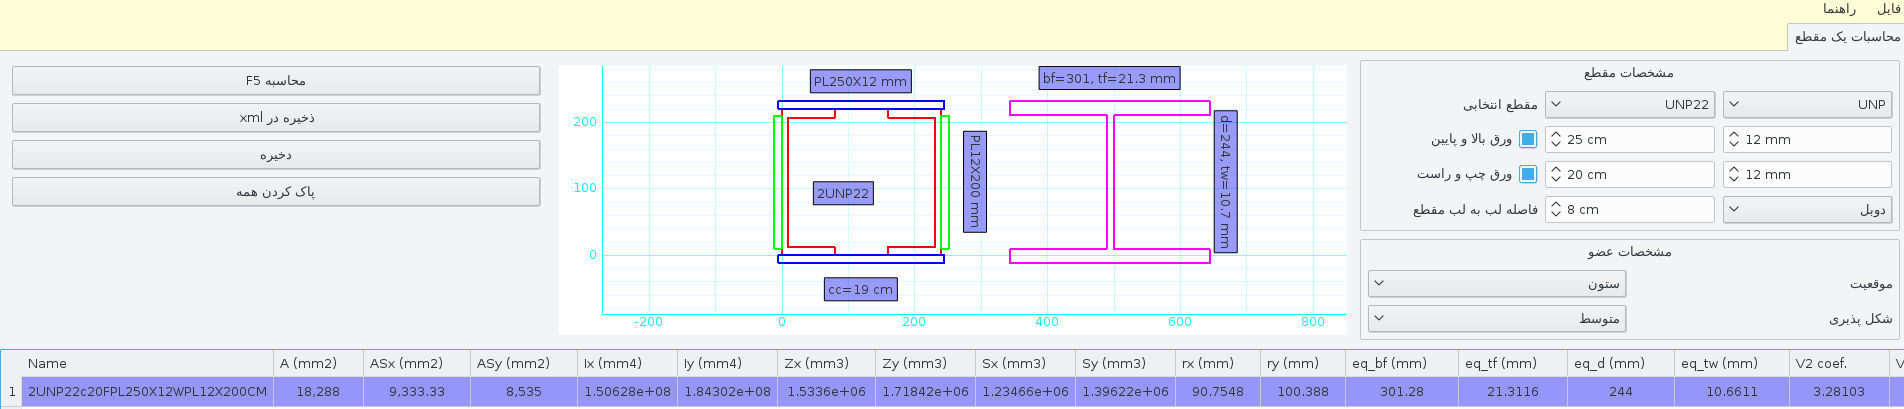 فایل راهنما
محاسبات یک مقطع
محاسبه F5
ذخیره در xml
ذخیره
پاک کردن همه
PL250X12 mm
bf=301, tf=21.3 mm
200
100
0
2UNP22
PL12X200 mm
d=244, tw=10.7 mm
cc=19 cm
-200 0 200 400 600 800
مشخصات مقطع
مقطع انتخابی UNP22 UNP
ورق بالا و پایین 25 cm 12 mm
ورق چپ و راست 20 cm 12 mm
فاصله لب به لب مقطع 8 cm دوبل
مشخصات عضو
موقعیت ستون
شکل پذیری متوسط
Name A (mm2) ASx (mm2) ASy (mm2) Ix (mm4) Iy (mm4) Zx (mm3) Zy (mm3) Sx (mm3) Sy (mm3) rx (mm) ry (mm) eq_bf (mm) eq_tf (mm) eq_d (mm) eq_tw (mm) V2 coef. V
1 2UNP22c20FPL250X12WPL12X200CM 18,288 9,333.33 8,535 1.50628e+08 1.84302e+08 1.5336e+06 1.71842e+06 1.23466e+06 1.39622e+06 90.7548 100.388 301.28 21.3116 244 10.6611 3.28103